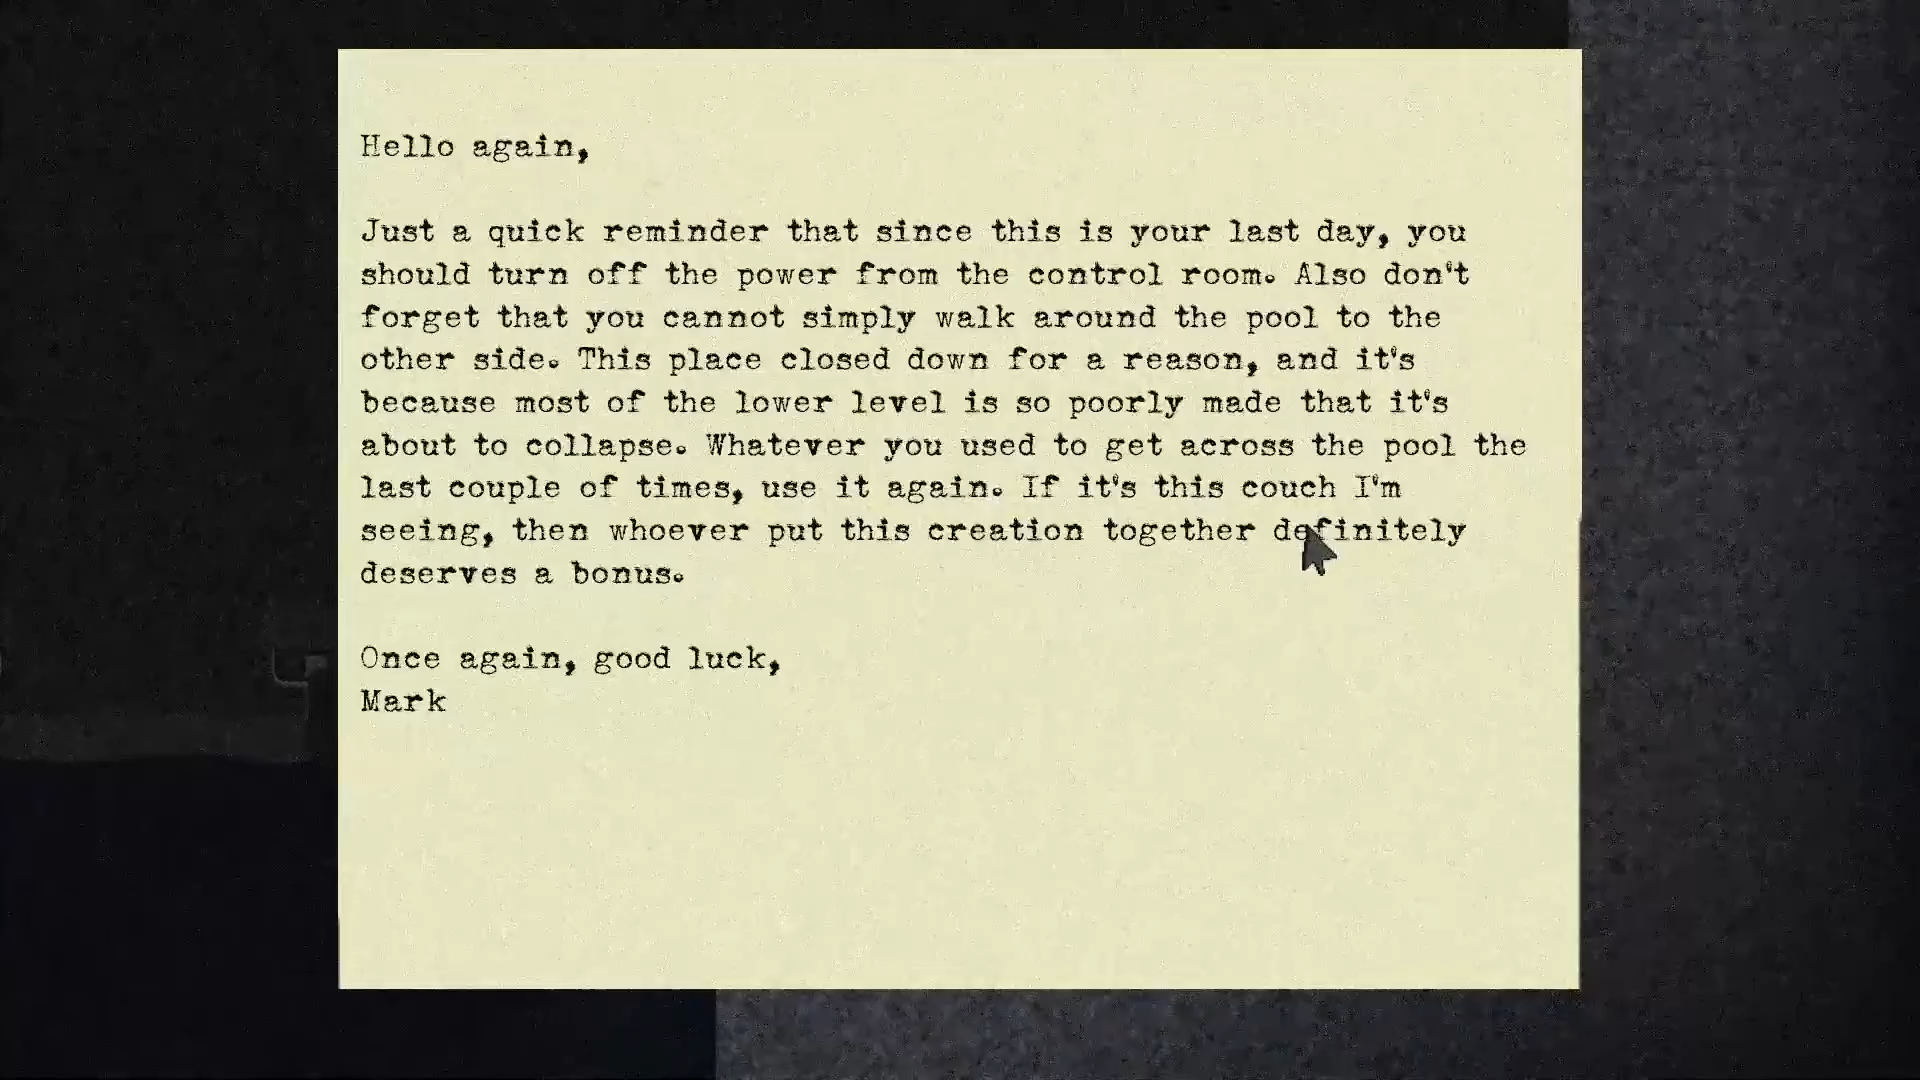 Hello again,
Just a quick reminder that since this is your last day, you
should turn off the power from the control room. Also don't
forget that you cannot simply walk around the pool to the
other side. This place closed down for a reason, and it's
because most of the lower level is so poorly made that it's
about to collapse. Whatever you used to get across the pool the
last couple of times, use it again. If it's this couch I'm
seeing, then whoever put this creation together definitely
deserves a bonus.
Once again, good luck,
Mark